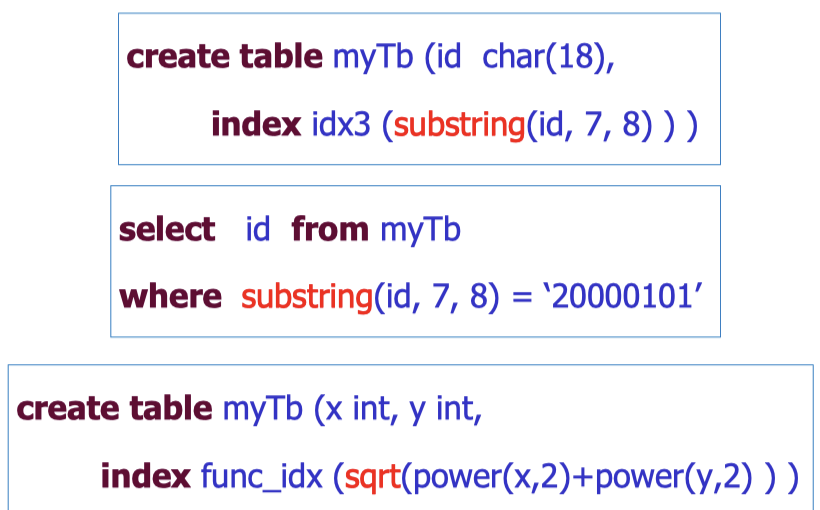 create table myTb (id  char(18),
index idx3 (substring(id, 7, 8) ) )
select  id  from myTb
where  substring(id, 7, 8) = ‘20000101’
create table myTb (x int, y int,
index func_idx (sqrt(power(x,2)+power(y,2) ) )